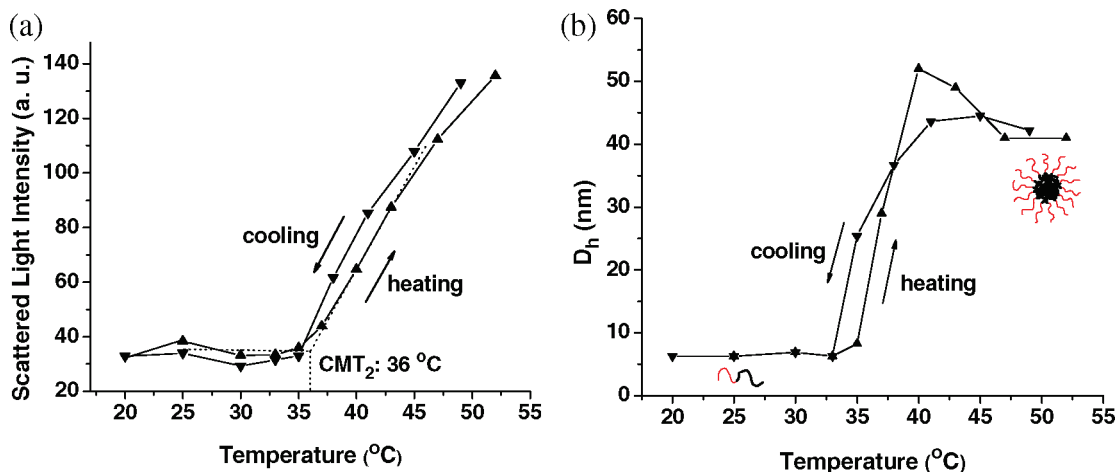 (a)
Scattered Light Intensity (a. u.)
140
120
100
80
60
40
20
cooling
heating
CMT₂: 36 °C
20 25 30 35 40 45 50 55
Temperature (°C)
(b)
Dₕ (nm)
60
50
40
30
20
10
0
cooling
heating
20 25 30 35 40 45 50 55
Temperature (°C)